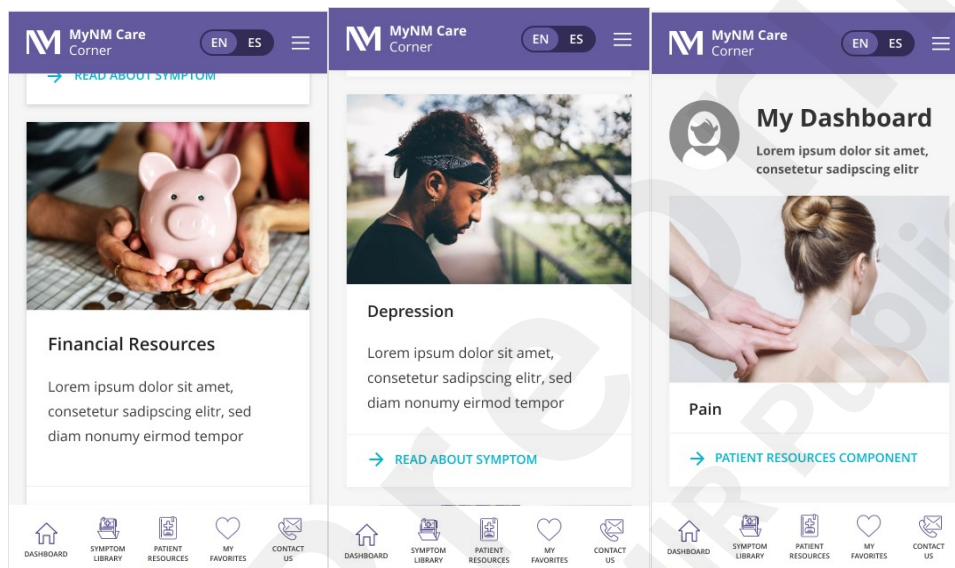 MyNM Care
Corner
EN ES
READ ABOUT SYMPTOM
Financial Resources
Lorem ipsum dolor sit amet,
consetetur sadipscing elitr, sed
diam nonumy eirmod tempor
DASHBOARD
SYMPTOM
LIBRARY
PATIENT
RESOURCES
MY
FAVORITES
CONTACT
US
MyNM Care
Corner
EN ES
Depression
Lorem ipsum dolor sit amet,
consetetur sadipscing elitr, sed
diam nonumy eirmod tempor
READ ABOUT SYMPTOM
DASHBOARD
SYMPTOM
LIBRARY
PATIENT
RESOURCES
MY
FAVORITES
CONTACT
US
MyNM Care
Corner
EN ES
My Dashboard
Lorem ipsum dolor sit amet,
consetetur sadipscing elitr
Pain
PATIENT RESOURCES COMPONENT
DASHBOARD
SYMPTOM
LIBRARY
PATIENT
RESOURCES
MY
FAVORITES
CONTACT
US